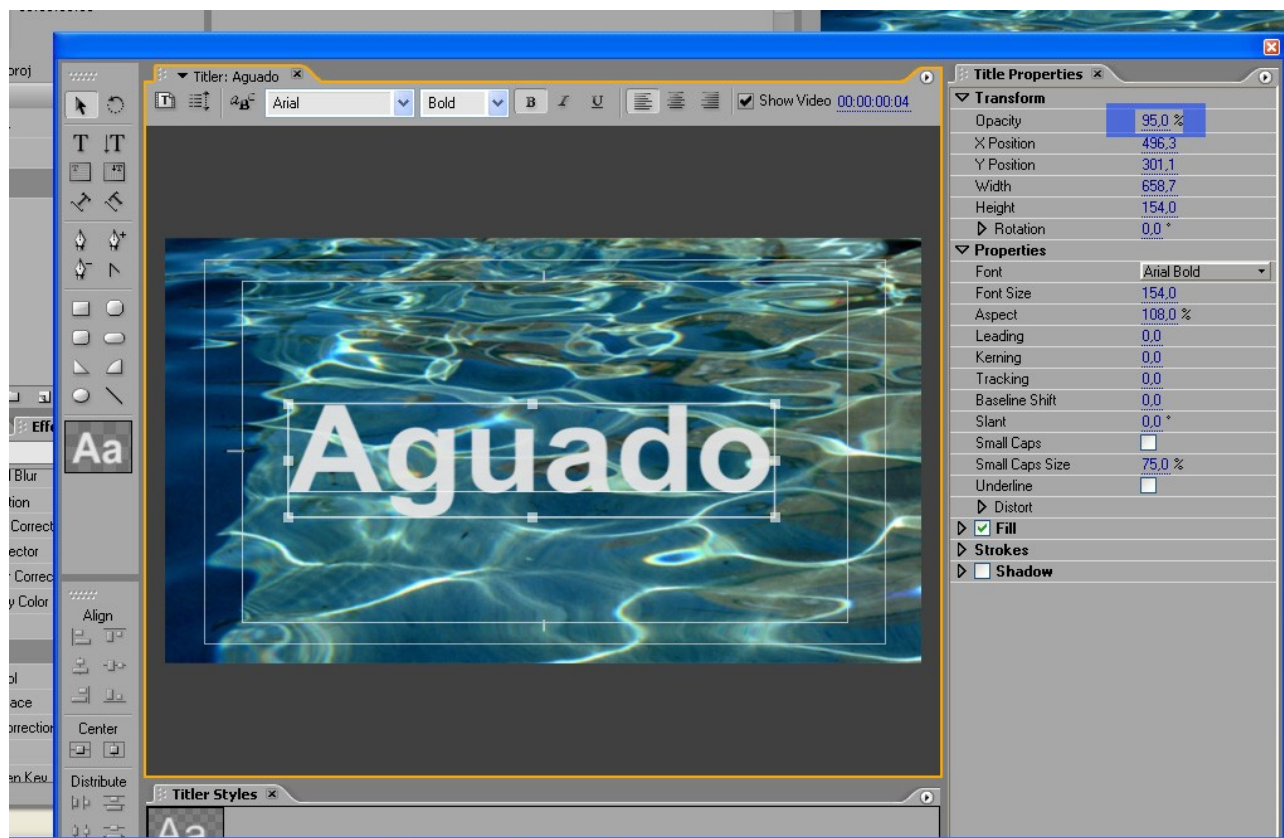 proj
Titler: Aguado
Arial
Bold
B I U
Show Video 00:00:00:04
T T
Aguado
Aa
Effe
l Blur
tion
Correct
ector
r Correc
y Color
ol
ace
orrection
en Key
Align
Center
Distribute
Titler Styles
Aa
Title Properties
Transform
Opacity 95,0 %
X Position 496,3
Y Position 301,1
Width 658,7
Height 154,0
Rotation 0,0 °
Properties
Font Arial Bold
Font Size 154,0
Aspect 108,0 %
Leading 0,0
Kerning 0,0
Tracking 0,0
Baseline Shift 0,0
Slant 0,0 °
Small Caps
Small Caps Size 75,0 %
Underline
Distort
Fill
Strokes
Shadow